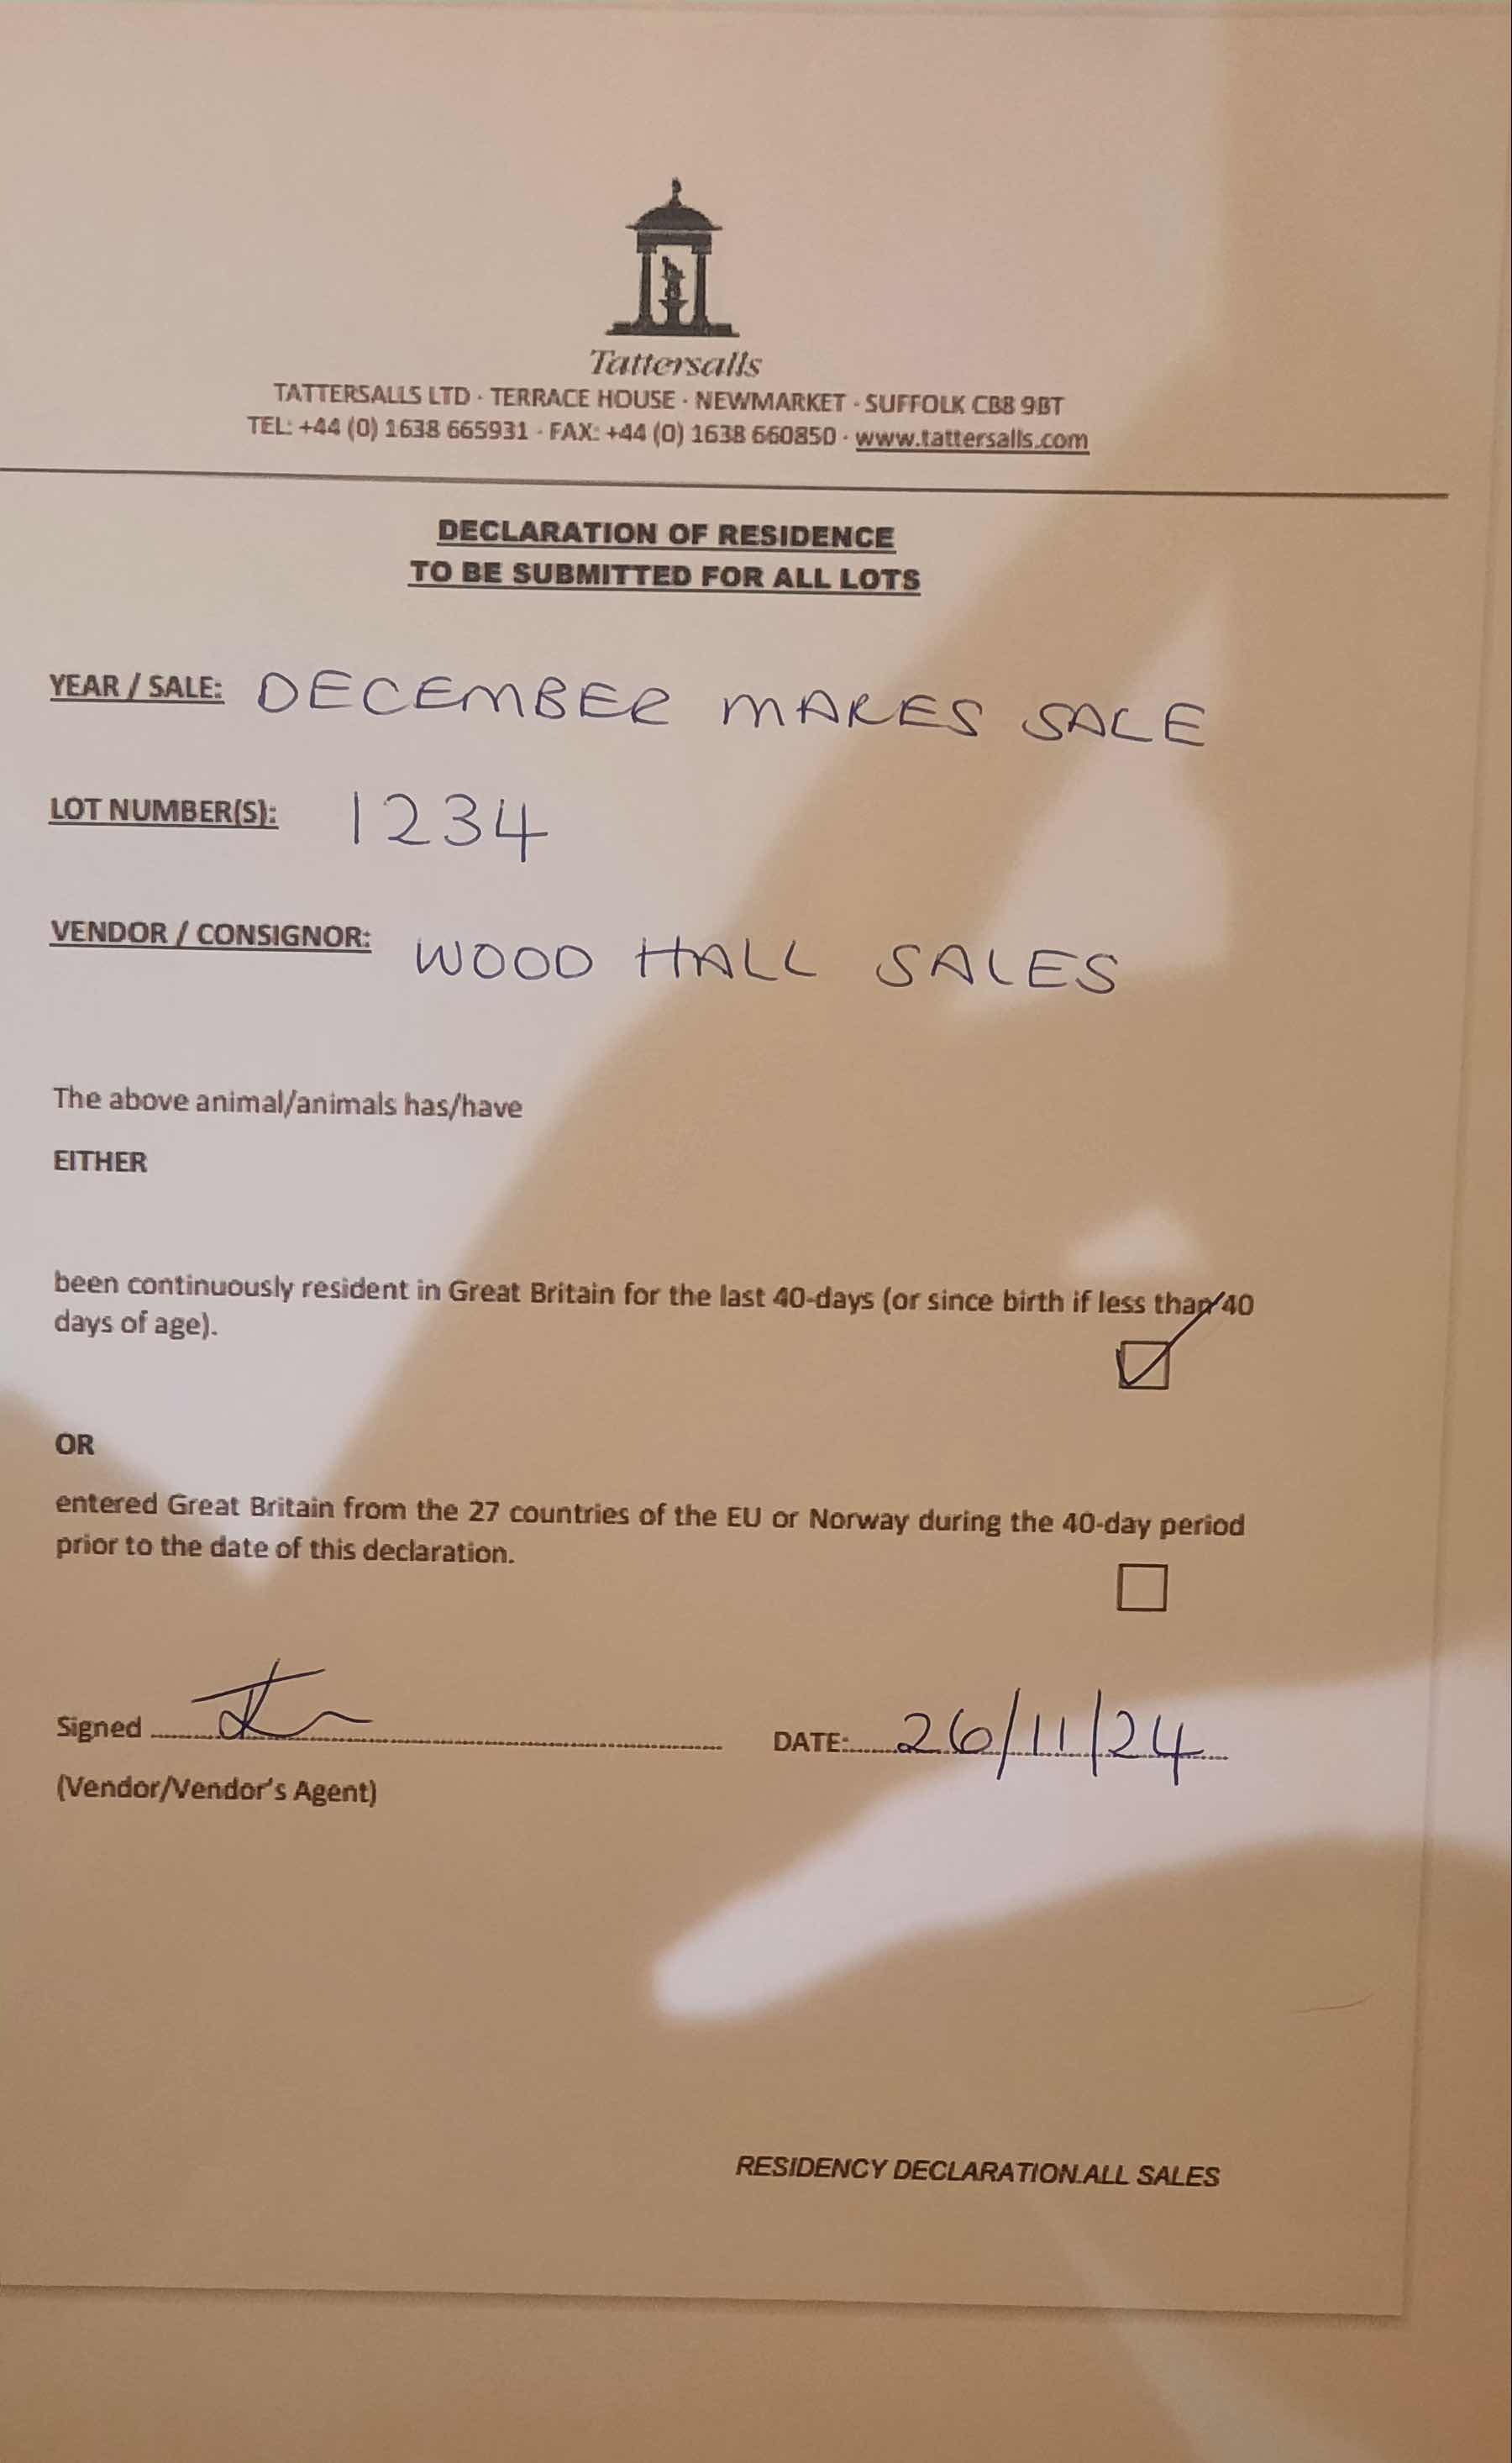 Tattersalls
TATTERSALLS LTD · TERRACE HOUSE · NEWMARKET · SUFFOLK CB8 9BT
TEL: +44 (0) 1638 665931 · FAX: +44 (0) 1638 660850 · www.tattersalls.com
DECLARATION OF RESIDENCE
TO BE SUBMITTED FOR ALL LOTS
YEAR / SALE: DECEMBER MARES SALE
LOT NUMBER(S): 1234
VENDOR / CONSIGNOR: WOOD HALL SALES
The above animal/animals has/have
EITHER
been continuously resident in Great Britain for the last 40-days (or since birth if less than 40
days of age).
OR
entered Great Britain from the 27 countries of the EU or Norway during the 40-day period
prior to the date of this declaration.
Signed DATE: 26/11/24
(Vendor/Vendor's Agent)
RESIDENCY DECLARATION.ALL SALES